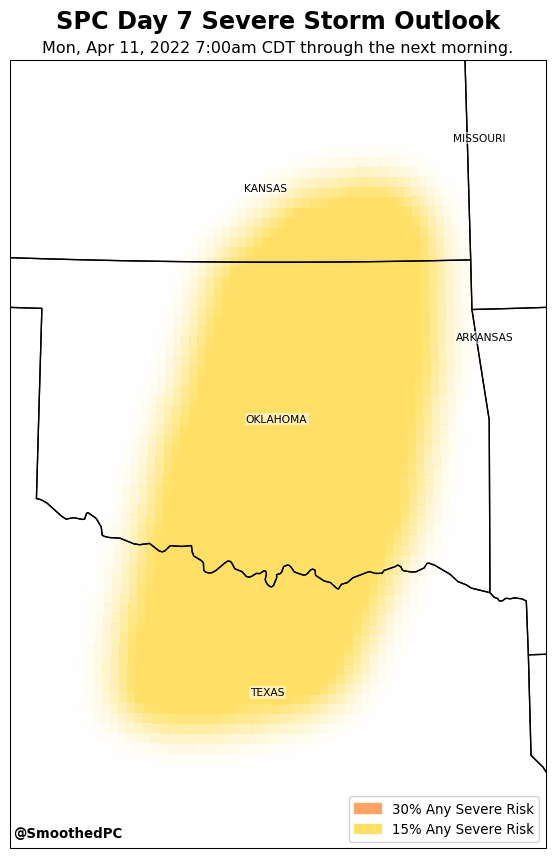 SPC Day 7 Severe Storm Outlook
Mon, Apr 11, 2022 7:00am CDT through the next morning.
MISSOURI
KANSAS
ARKANSAS
OKLAHOMA
TEXAS
30% Any Severe Risk
15% Any Severe Risk
@SmoothedPC